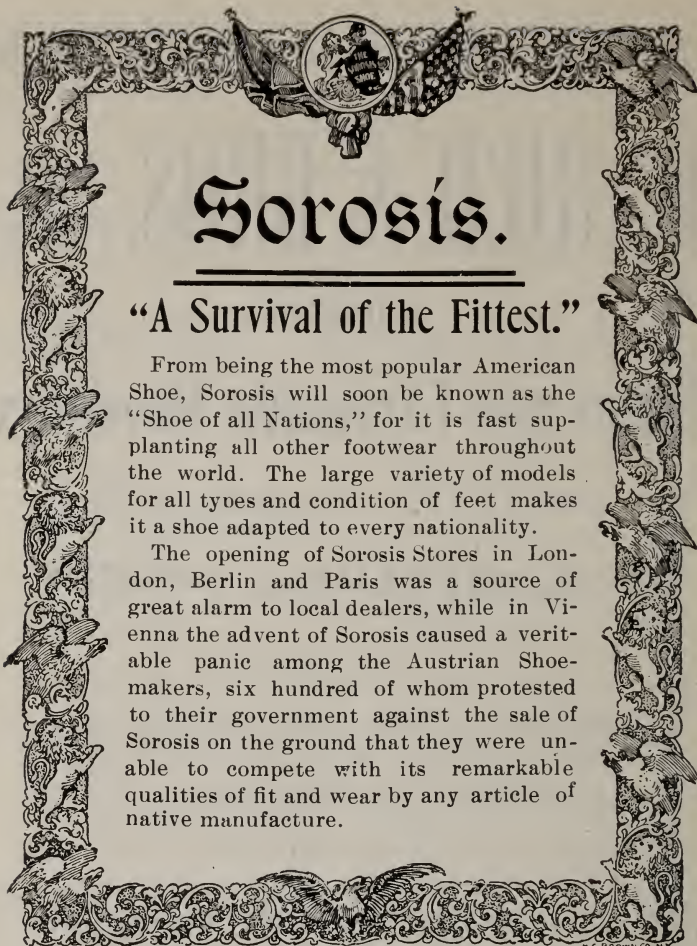 THE
SOROSIS
SHOE
Sorosis.
"A Survival of the Fittest."
From being the most popular American
Shoe, Sorosis will soon be known as the
"Shoe of all Nations," for it is fast sup-
planting all other footwear throughout
the world. The large variety of models
for all types and condition of feet makes
it a shoe adapted to every nationality.
The opening of Sorosis Stores in Lon-
don, Berlin and Paris was a source of
great alarm to local dealers, while in Vi-
enna the advent of Sorosis caused a verit-
able panic among the Austrian Shoe-
makers, six hundred of whom protested
to their government against the sale of
Sorosis on the ground that they were un-
able to compete with its remarkable
qualities of fit and wear by any article of
native manufacture.